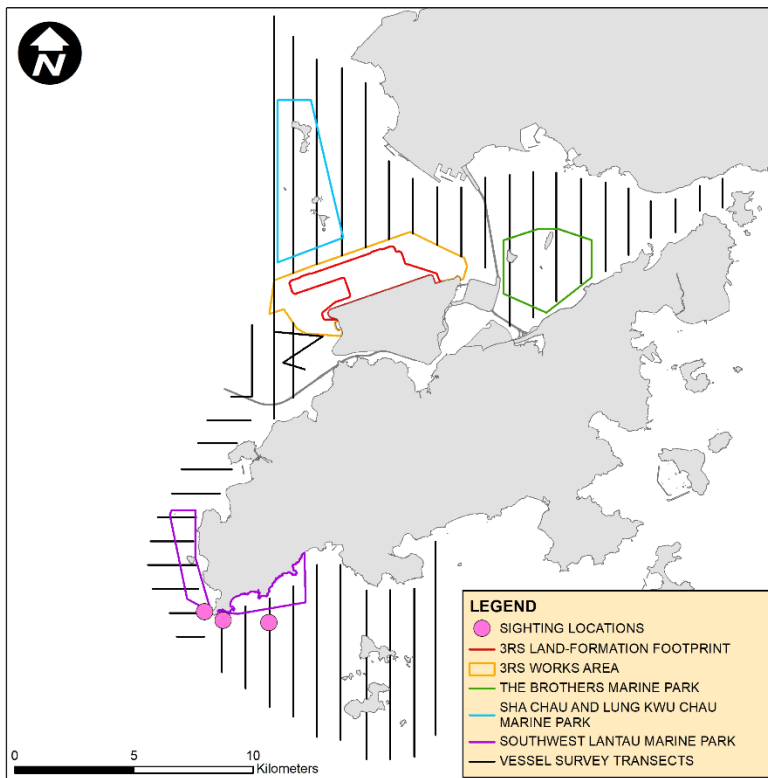 N
LEGEND
SIGHTING LOCATIONS
3RS LAND-FORMATION FOOTPRINT
3RS WORKS AREA
THE BROTHERS MARINE PARK
SHA CHAU AND LUNG KWU CHAU
MARINE PARK
SOUTHWEST LANTAU MARINE PARK
VESSEL SURVEY TRANSECTS
0 5 10
Kilometers